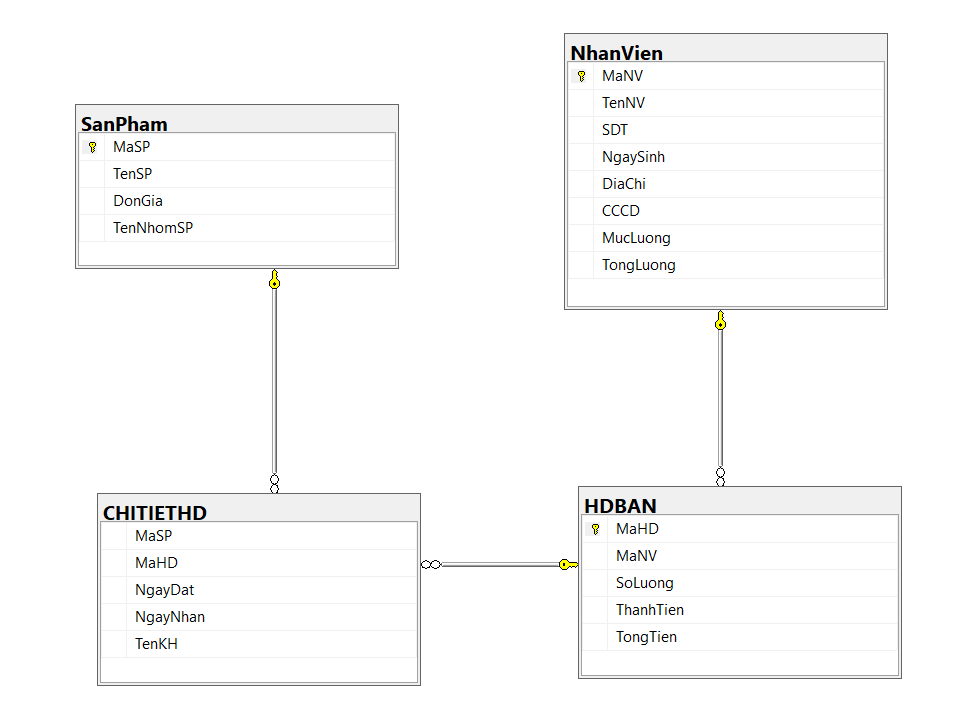 NhanVien
MaNV
TenNV
SDT
NgaySinh
DiaChi
CCCD
MucLuong
TongLuong
SanPham
MaSP
TenSP
DonGia
TenNhomSP
CHITIETHD
MaSP
MaHD
NgayDat
NgayNhan
TenKH
HDBAN
MaHD
MaNV
SoLuong
ThanhTien
TongTien